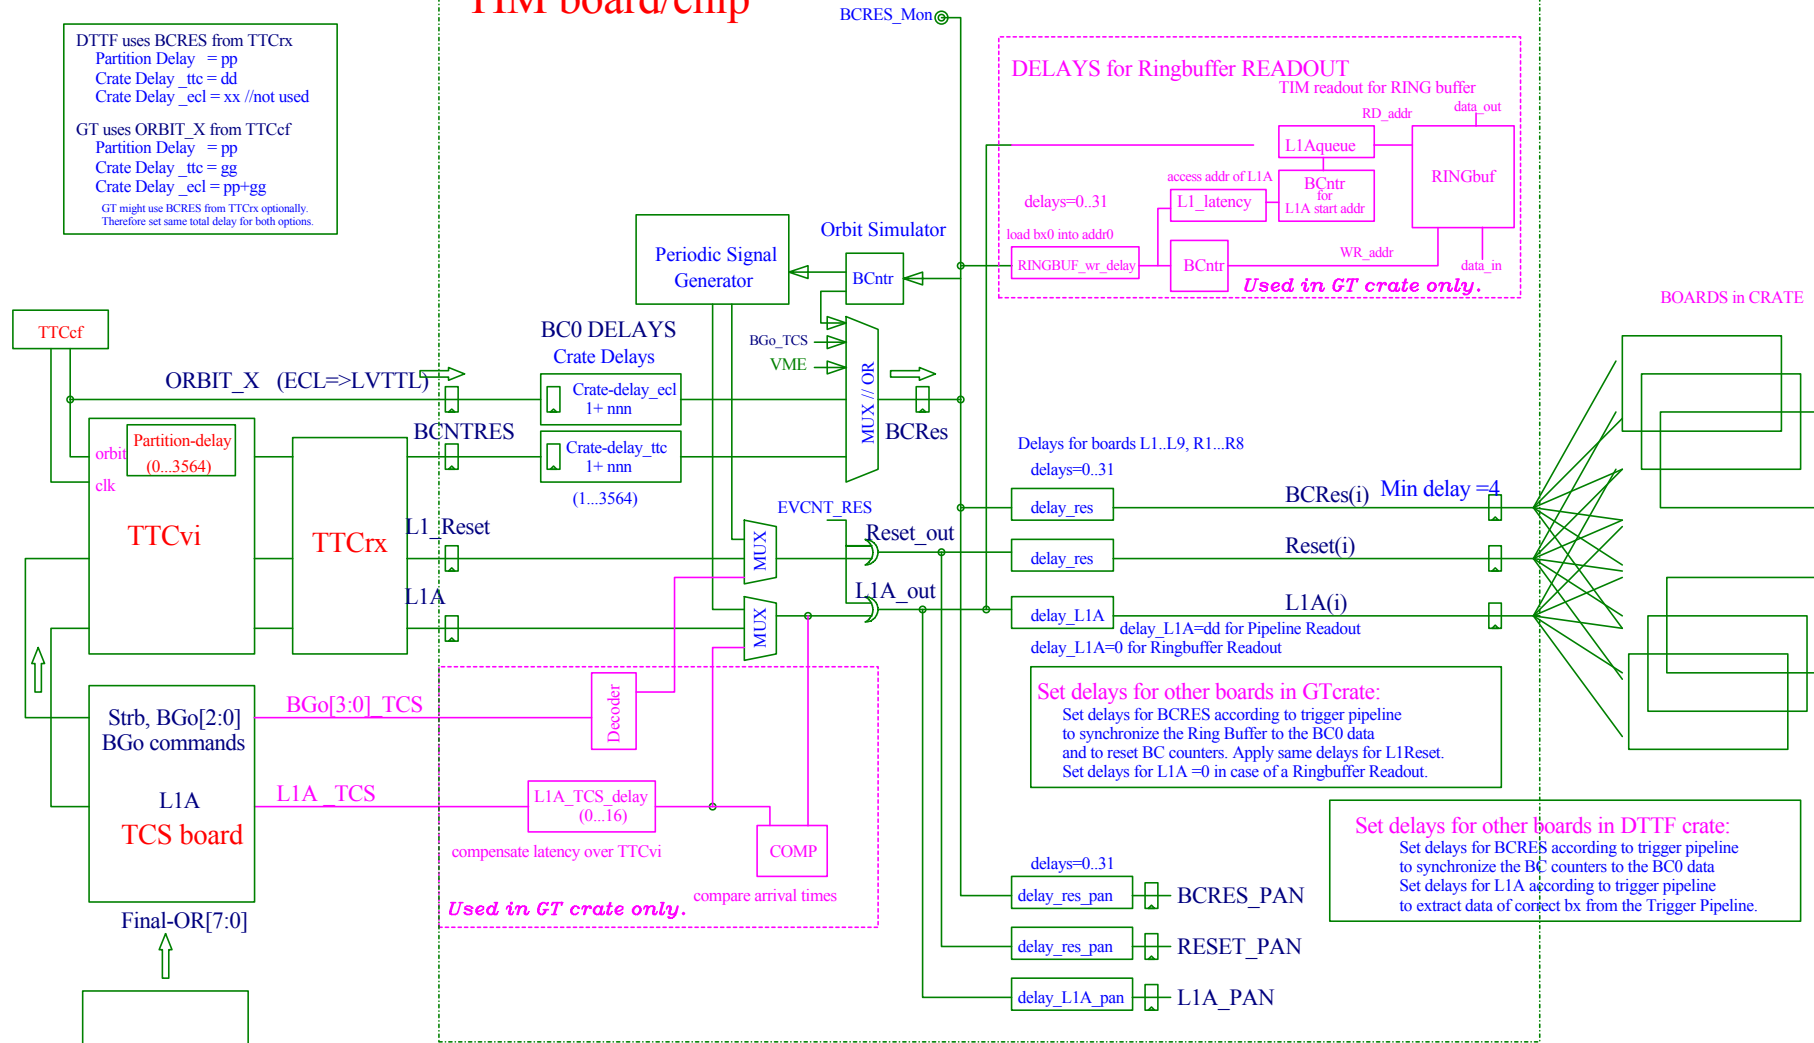 TIM board/chip
BCRES_Mon
DTTF uses BCRES from TTCrx
Partition Delay = pp
Crate Delay _ttc = dd
Crate Delay _ecl = xx //not used
GT uses ORBIT_X from TTCcf
Partition Delay = pp
Crate Delay _ttc = gg
Crate Delay _ecl = pp+gg
GT might use BCRES from TTCrx optionally.
Therefore set same total delay for both options.
DELAYS for Ringbuffer READOUT
TIM readout for RING buffer
RD_addr
data_out
L1Aqueue
RINGbuf
access addr of L1A
BCntr
for
L1A start addr
L1_latency
delays=0..31
load bx0 into addr0
RINGBUF_wr_delay
BCntr
WR_addr
data_in
Used in GT crate only.
Periodic Signal
Generator
Orbit Simulator
BCntr
BOARDS in CRATE
TTCcf
BC0 DELAYS
Crate Delays
BGo_TCS
VME
ORBIT_X (ECL=>LVTTL)
Crate-delay_ecl
1+ nnn
MUX // OR
BCRes
BCNTRES
Crate-delay_ttc
1+ nnn
(1...3564)
orbit
clk
Partition-delay
(0...3564)
TTCvi
TTCrx
Delays for boards L1..L9, R1...R8
delays=0..31
delay_res
BCRes(i)
Min delay =4
L1_Reset
EVCNT_RES
MUX
Reset_out
delay_res
Reset(i)
L1A
MUX
L1A_out
delay_L1A
L1A(i)
delay_L1A=dd for Pipeline Readout
delay_L1A=0 for Ringbuffer Readout
Strb, BGo[2:0]
BGo commands
L1A
TCS board
BGo[3:0]_TCS
Decoder
L1A _TCS
L1A_TCS_delay
(0...16)
compensate latency over TTCvi
COMP
compare arrival times
Used in GT crate only.
Set delays for other boards in GTcrate:
Set delays for BCRES according to trigger pipeline
to synchronize the Ring Buffer to the BC0 data
and to reset BC counters. Apply same delays for L1Reset.
Set delays for L1A =0 in case of a Ringbuffer Readout.
Set delays for other boards in DTTF crate:
Set delays for BCRES according to trigger pipeline
to synchronize the BC counters to the BC0 data
Set delays for L1A according to trigger pipeline
to extract data of correct bx from the Trigger Pipeline.
delays=0..31
delay_res_pan
BCRES_PAN
delay_res_pan
RESET_PAN
delay_L1A_pan
L1A_PAN
Final-OR[7:0]